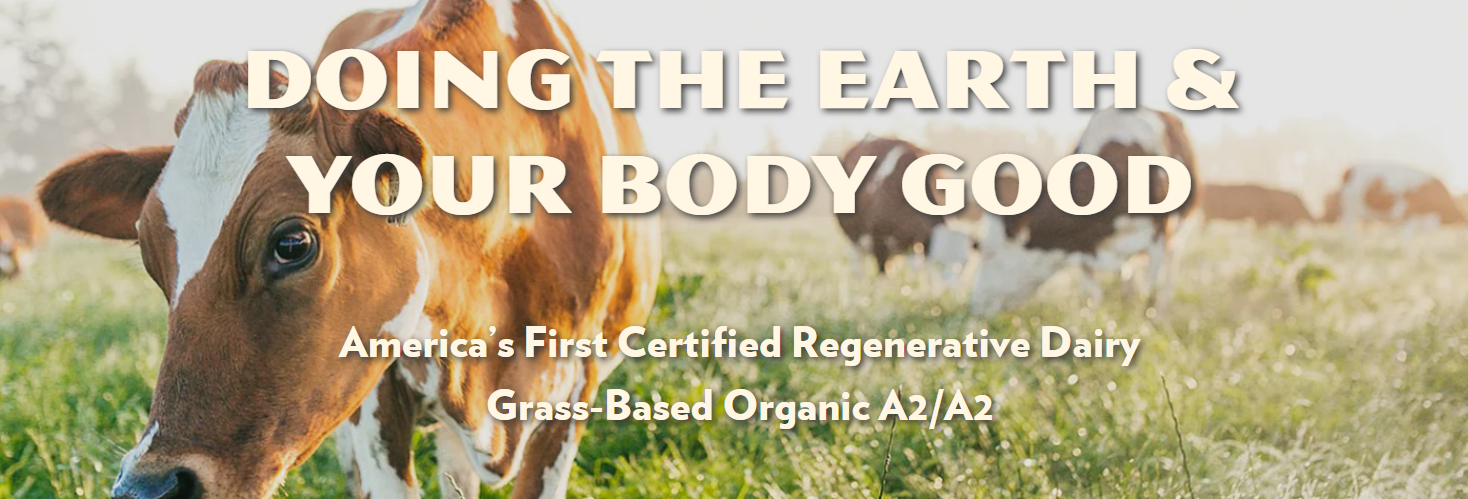 DOING THE EARTH &
YOUR BODY GOOD
America’s First Certified Regenerative Dairy
Grass-Based Organic A2/A2